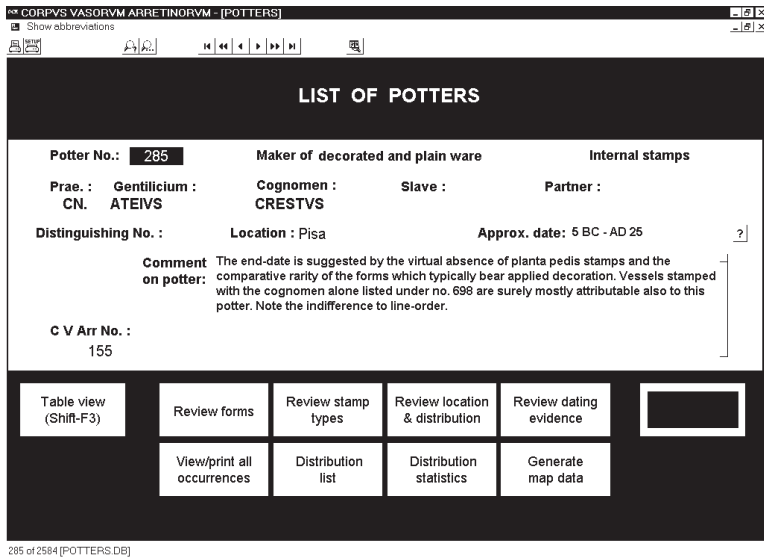 CORPVS VASORVM ARRETINORVM - [POTTERS]
Show abbreviations
SETUP
LIST OF POTTERS
Potter No.: 285 Maker of decorated and plain ware Internal stamps
Prae. : Gentilicium : Cognomen : Slave : Partner :
CN. ATEIVS CRESTVS
Distinguishing No. : Location : Pisa Approx. date: 5 BC - AD 25 ?
Comment on potter:
The end-date is suggested by the virtual absence of planta pedis stamps and the
comparative rarity of the forms which typically bear applied decoration. Vessels stamped
with the cognomen alone listed under no. 698 are surely mostly attributable also to this
potter. Note the indifference to line-order.
C V Arr No. :
155
Table view
(Shift-F3)
Review forms
Review stamp
types
Review location
& distribution
Review dating
evidence
View/print all
occurrences
Distribution
list
Distribution
statistics
Generate
map data
285 of 2584 [POTTERS.DB]